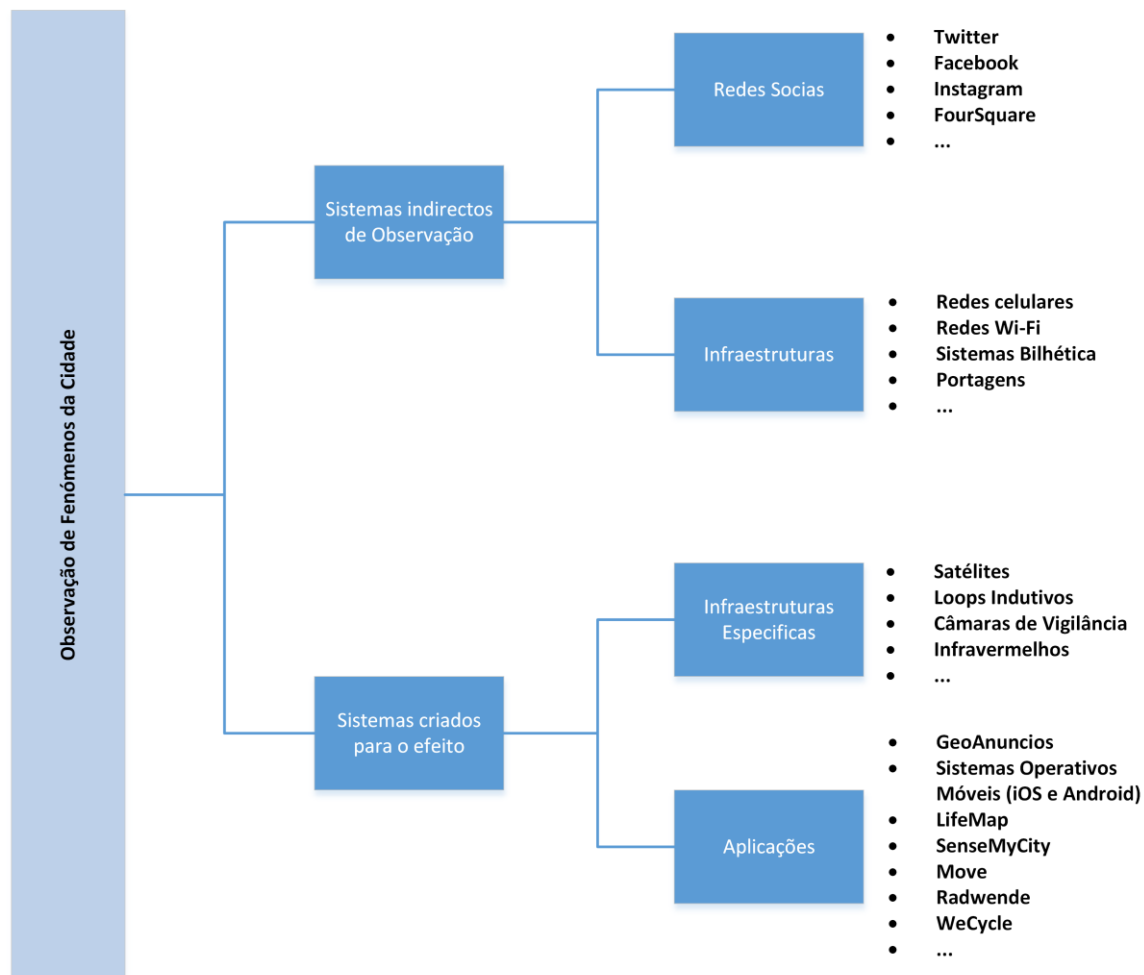 Observação de Fenómenos da Cidade
Sistemas indirectos
de Observação
Redes Socias
• Twitter
• Facebook
• Instagram
• FourSquare
• ...
Infraestruturas
• Redes celulares
• Redes Wi-Fi
• Sistemas Bilhética
• Portagens
• ...
Sistemas criados
para o efeito
Infraestruturas
Especificas
• Satélites
• Loops Indutivos
• Câmaras de Vigilância
• Infravermelhos
• ...
Aplicações
• GeoAnuncios
• Sistemas Operativos
Móveis (iOS e Android)
• LifeMap
• SenseMyCity
• Move
• Radwende
• WeCycle
• ...